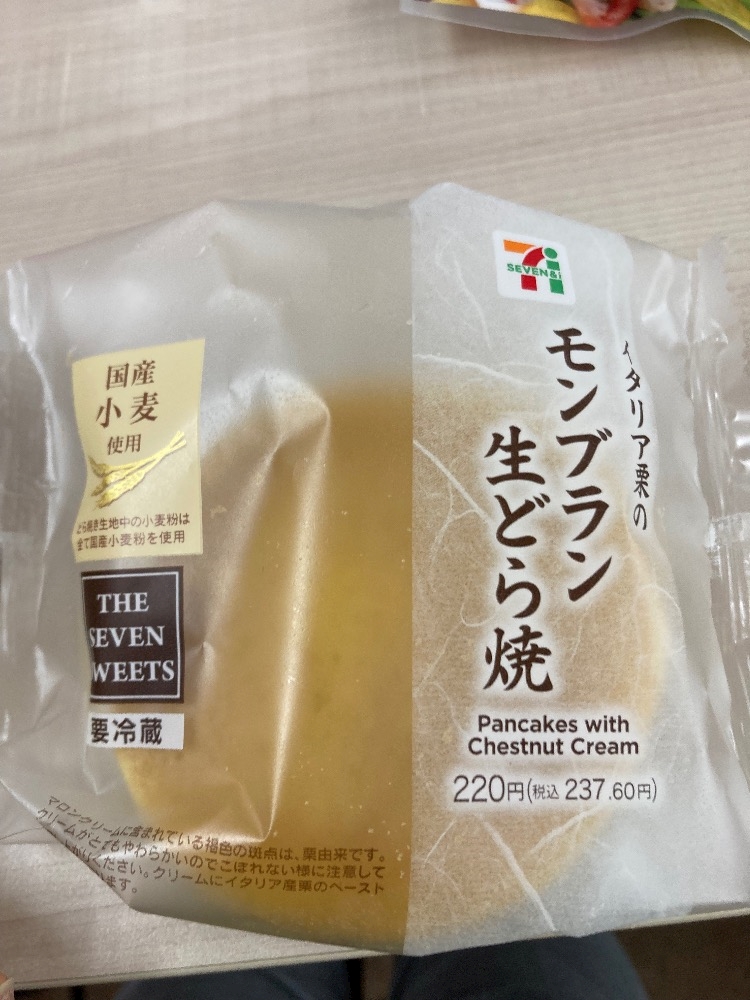 SEVEN&i
イタリア栗の
モンブラン
生どら焼
Pancakes with
Chestnut Cream
220円(税込 237.60円)
国産
小麦
使用
どら焼き生地中の小麦粉は
全て国産小麦粉を使用
THE
SEVEN
SWEETS
要冷蔵
マロンクリームに含まれている褐色の斑点は、栗由来です。
クリームがとてもやわらかいのでこぼれない様に注意して
ください。クリームにイタリア産栗のペースト
ます。